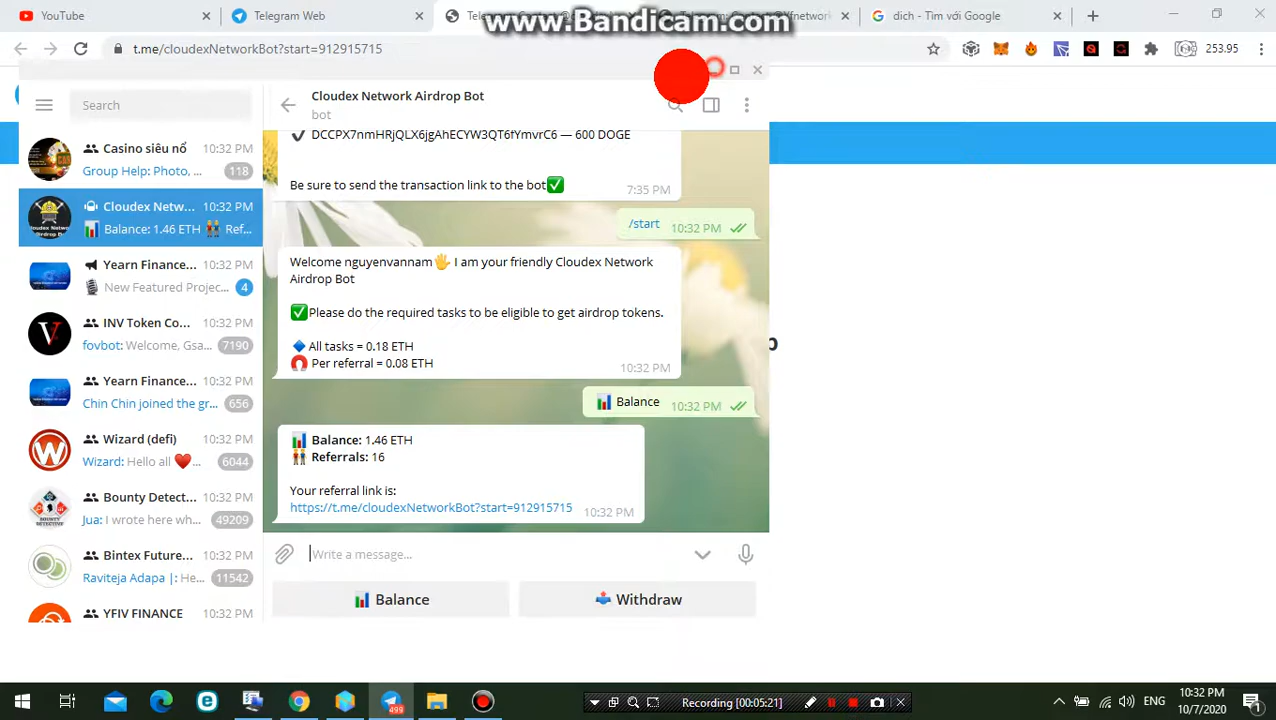 YouTube
Telegram Web
dich - Tìm với Google
www.Bandicam.com
t.me/cloudexNetworkBot?start=912915715
253.95
Search
Casino siêu nổ 10:32 PM
Group Help: Photo, ... 118
Cloudex Netw... 10:32 PM
Balance: 1.46 ETH Ref...
Yearn Finance... 10:32 PM
New Featured Projec... 4
INV Token Co... 10:32 PM
fovbot: Welcome, Gsa... 7190
Yearn Finance... 10:32 PM
Chin Chin joined the gr... 656
Wizard (defi) 10:32 PM
Wizard: Hello all ... 6044
Bounty Detect... 10:32 PM
Jua: I wrote here wh... 49209
Bintex Future... 10:32 PM
Raviteja Adapa |: He... 11542
YFIV FINANCE 10:32 PM
Cloudex Network Airdrop Bot
bot
DCCPX7nmHRjQLX6jgAhECYW3QT6fYmvrC6 — 600 DOGE
Be sure to send the transaction link to the bot
7:35 PM
/start 10:32 PM
Welcome nguyenvannam I am your friendly Cloudex Network
Airdrop Bot
Please do the required tasks to be eligible to get airdrop tokens.
All tasks = 0.18 ETH
Per referral = 0.08 ETH
10:32 PM
Balance 10:32 PM
Balance: 1.46 ETH
Referrals: 16
Your referral link is:
https://t.me/cloudexNetworkBot?start=912915715 10:32 PM
Write a message...
Balance
Withdraw
499
Recording [00:05:21]
ENG
10:32 PM
10/7/2020
1